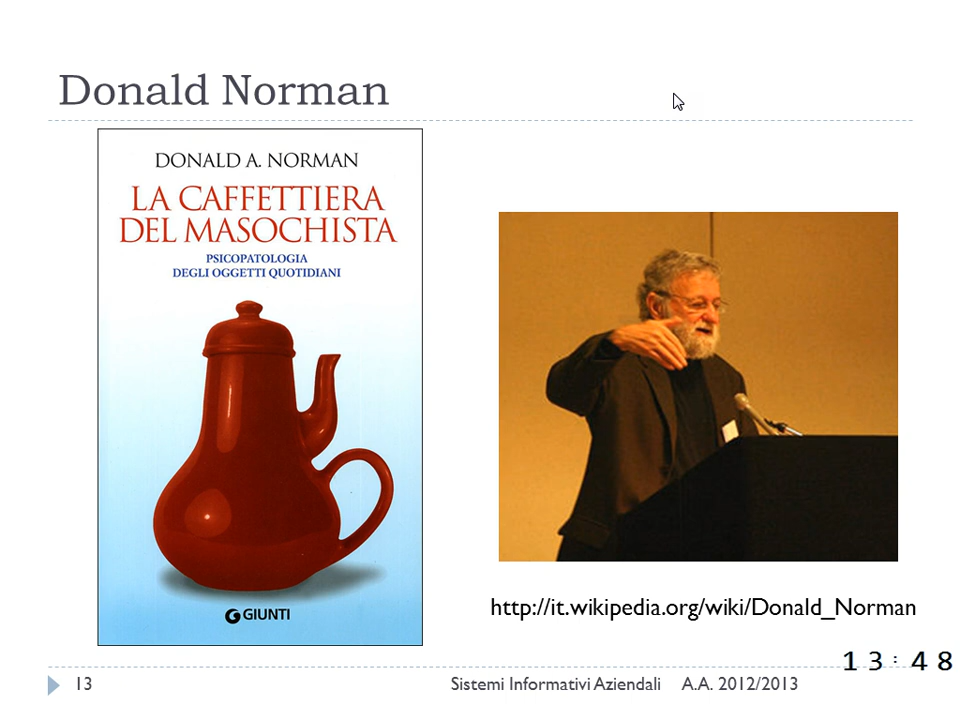 Donald Norman
DONALD A. NORMAN
LA CAFFETTIERA
DEL MASOCHISTA
PSICOPATOLOGIA
DEGLI OGGETTI QUOTIDIANI
GIUNTI
http://it.wikipedia.org/wiki/Donald_Norman
13:48
13 Sistemi Informativi Aziendali A.A. 2012/2013